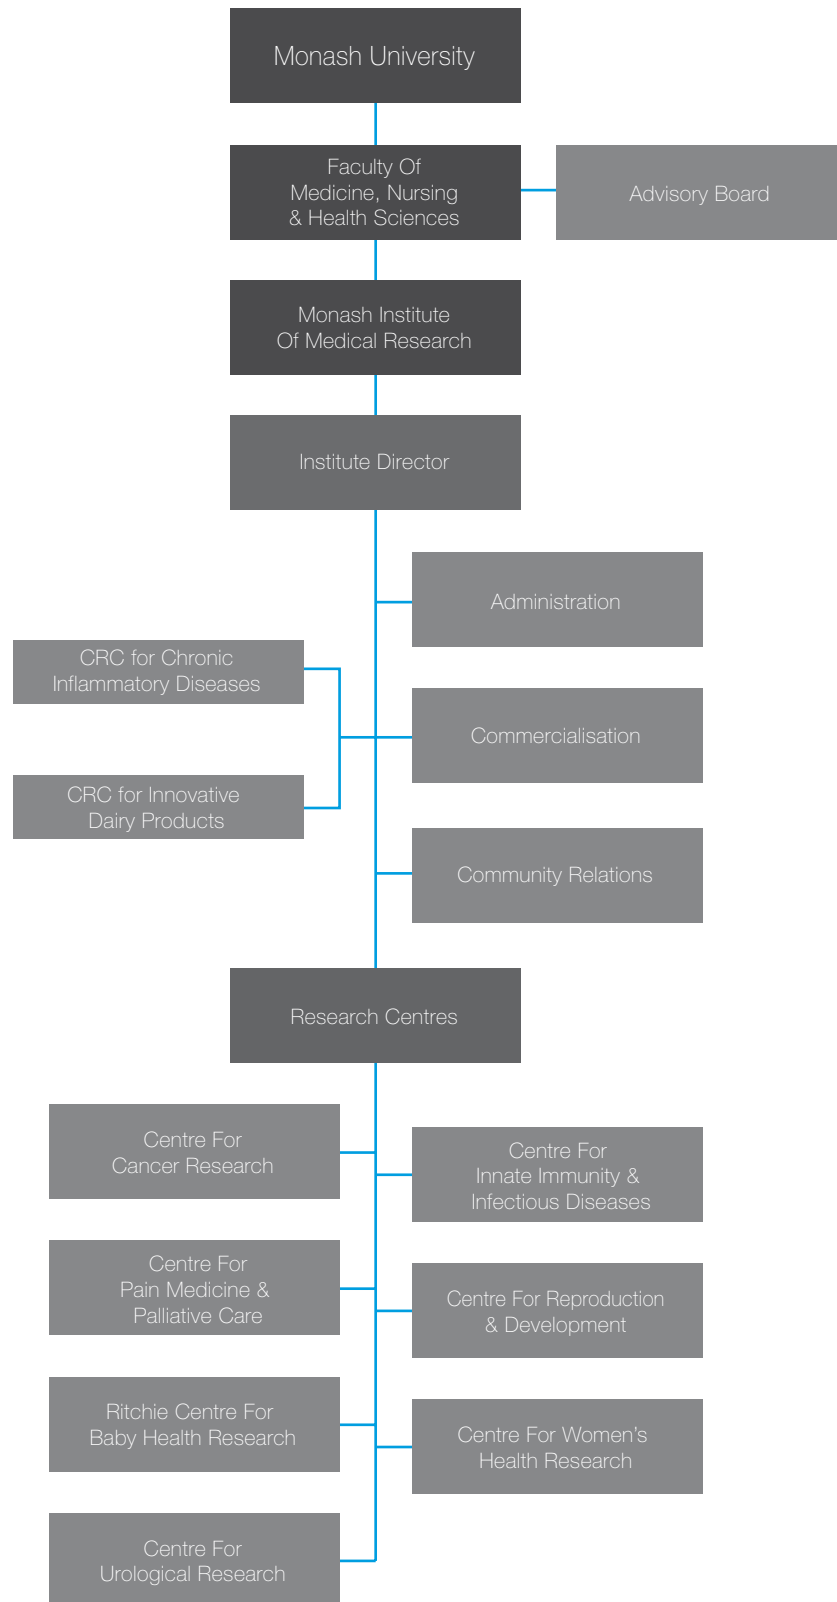 Monash University
Faculty Of
Medicine, Nursing
& Health Sciences
Advisory Board
Monash Institute
Of Medical Research
Institute Director
Administration
CRC for Chronic
Inflammatory Diseases
Commercialisation
CRC for Innovative
Dairy Products
Community Relations
Research Centres
Centre For
Cancer Research
Centre For
Innate Immunity &
Infectious Diseases
Centre For
Pain Medicine &
Palliative Care
Centre For Reproduction
& Development
Ritchie Centre For
Baby Health Research
Centre For Women’s
Health Research
Centre For
Urological Research